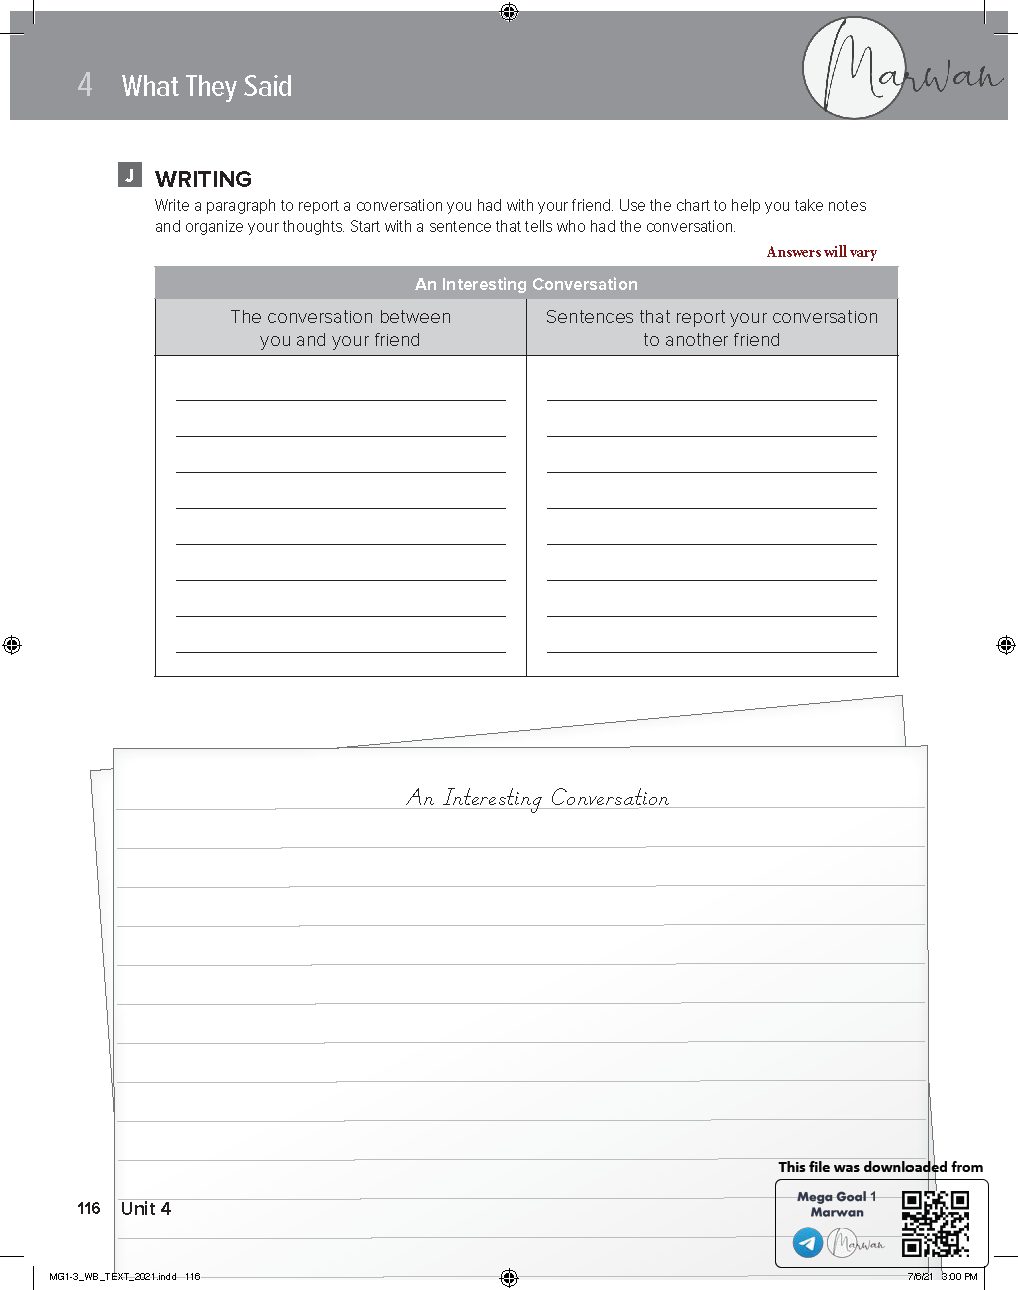 4 What They Said
Marwan
J WRITING
Write a paragraph to report a conversation you had with your friend. Use the chart to help you take notes
and organize your thoughts. Start with a sentence that tells who had the conversation.
Answers will vary
An Interesting Conversation
The conversation between
you and your friend
Sentences that report your conversation
to another friend
An Interesting Conversation
This file was downloaded from
Mega Goal 1
Marwan
Marwan
116 Unit 4
MG1-3_WB_TEXT_2021.indd 116
7/6/21 3:00 PM